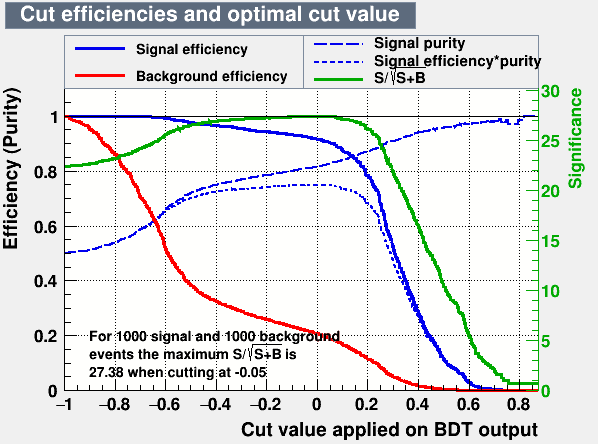 Cut efficiencies and optimal cut value
Signal efficiency
Background efficiency
Signal purity
Signal efficiency*purity
S/√S+B
Efficiency (Purity)
1
0.8
0.6
0.4
0.2
0
30
25
20
15
10
5
0
Significance
For 1000 signal and 1000 background
events the maximum S/√S+B is
27.38 when cutting at -0.05
−1 −0.8 −0.6 −0.4 −0.2 0 0.2 0.4 0.6 0.8
Cut value applied on BDT output